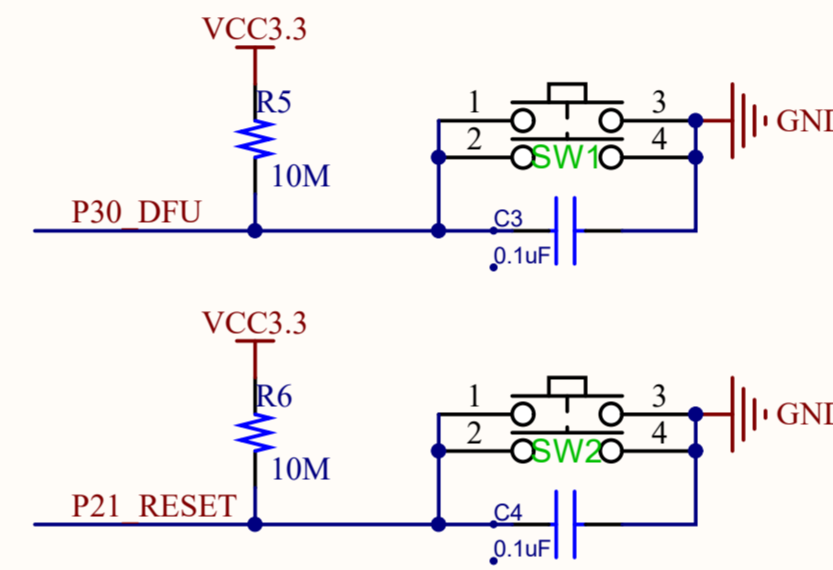 VCC3.3
R5
10M
P30_DFU
1
2
3
4
SW1
C3
0.1uF
GND
VCC3.3
R6
10M
P21_RESET
1
2
3
4
SW2
C4
0.1uF
GND